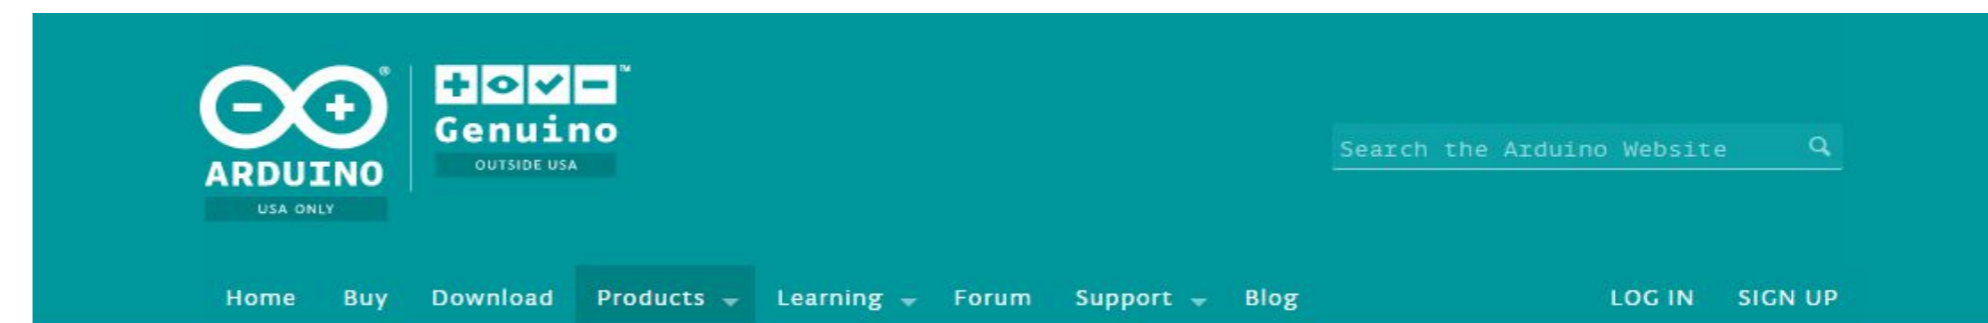 ARDUINO
USA ONLY
Genuino
OUTSIDE USA
Search the Arduino Website
Home Buy Download Products Learning Forum Support Blog LOG IN SIGN UP